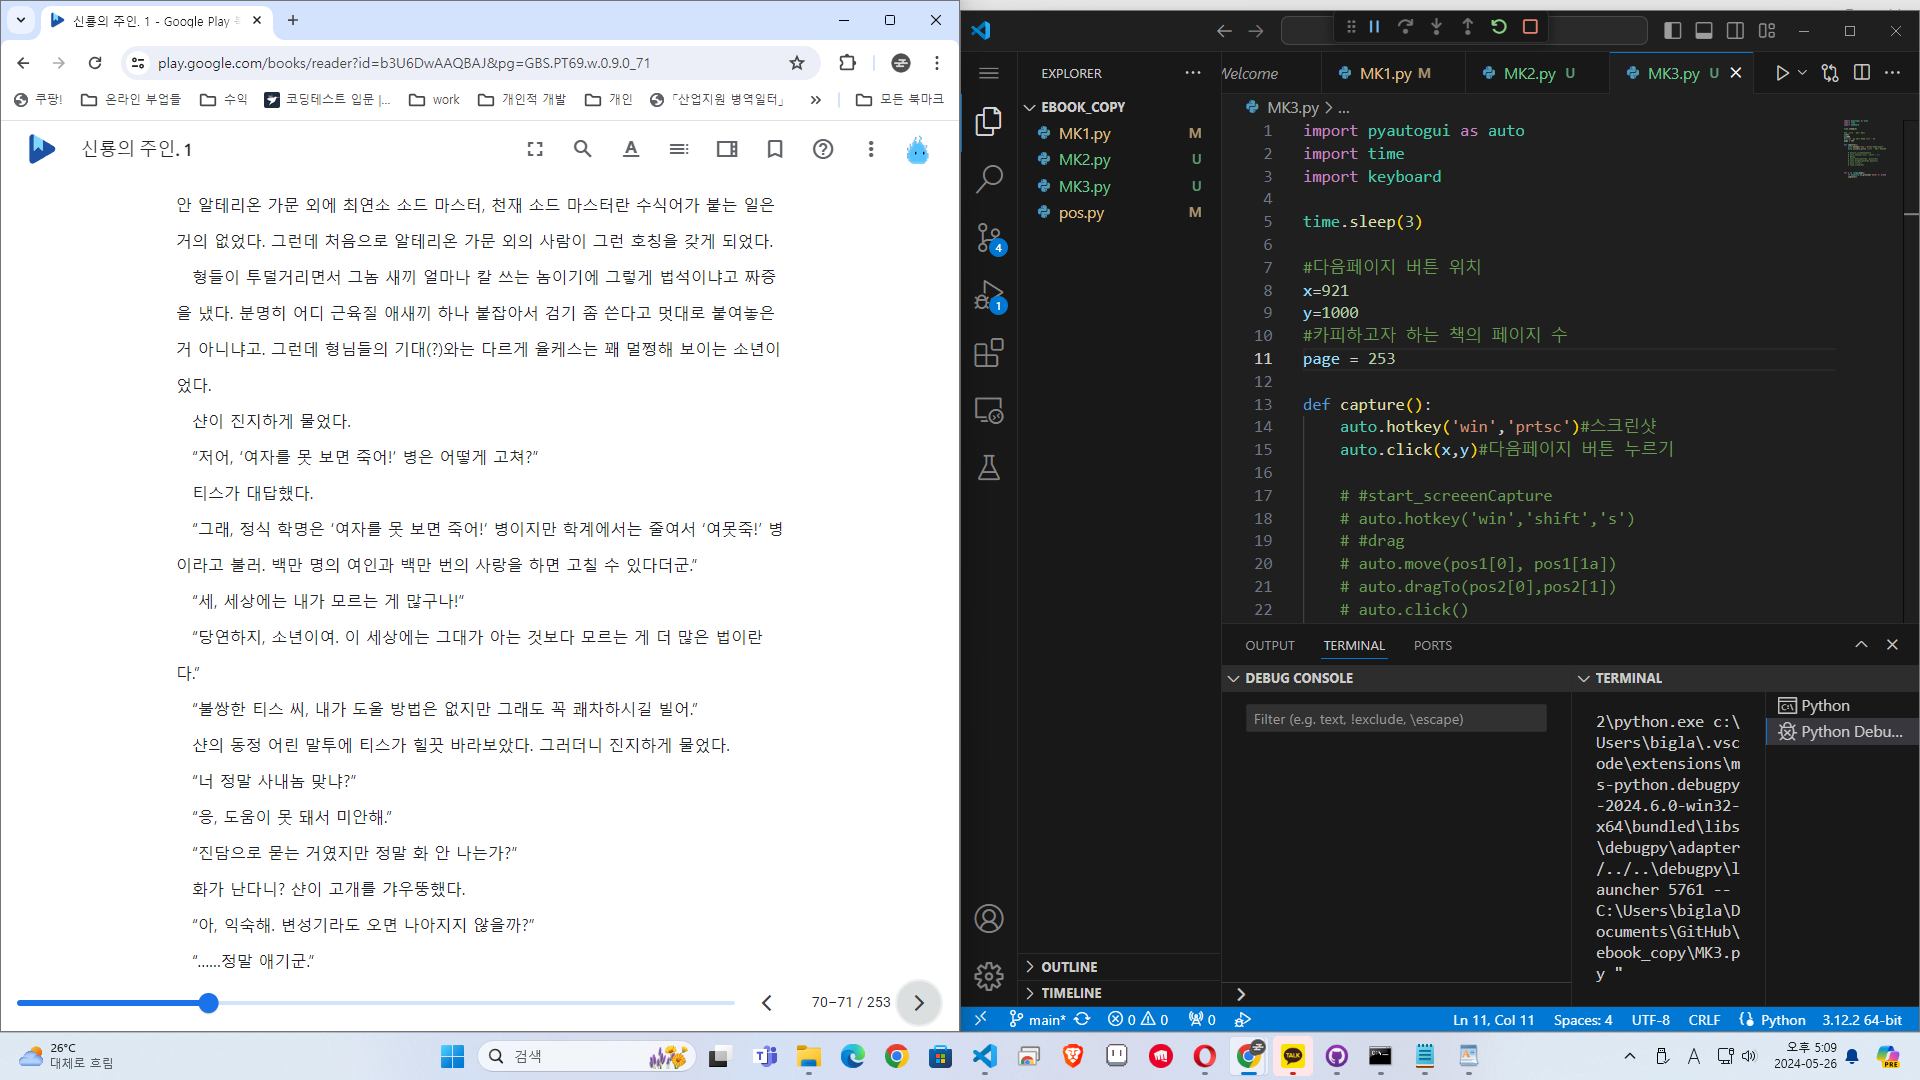 신룡의 주인. 1 - Google Play
play.google.com/books/reader?id=b3U6DwAAQBAJ&pg=GBS.PT69.w.0.9.0_71
쿠팡!
온라인 부업들
수익
코딩테스트 입문 |...
work
개인적 개발
개인
「산업지원 병역일터」
모든 북마크
신룡의 주인. 1
안 알테리온 가문 외에 최연소 소드 마스터, 천재 소드 마스터란 수식어가 붙는 일은
거의 없었다. 그런데 처음으로 알테리온 가문 외의 사람이 그런 호칭을 갖게 되었다.
형들이 투덜거리면서 그놈 새끼 얼마나 칼 쓰는 놈이기에 그렇게 법석이냐고 짜증
을 냈다. 분명히 어디 근육질 애새끼 하나 붙잡아서 검기 좀 쓴다고 멋대로 붙여놓은
거 아니냐고. 그런데 형님들의 기대(?)와는 다르게 율케스는 꽤 멀쩡해 보이는 소년이
었다.
샨이 진지하게 물었다.
“저어, ‘여자를 못 보면 죽어!’ 병은 어떻게 고쳐?”
티스가 대답했다.
“그래, 정식 학명은 ‘여자를 못 보면 죽어!’ 병이지만 학계에서는 줄여서 ‘여못죽!’ 병
이라고 불러. 백만 명의 여인과 백만 번의 사랑을 하면 고칠 수 있다더군.”
“세, 세상에는 내가 모르는 게 많구나!”
“당연하지, 소년이여. 이 세상에는 그대가 아는 것보다 모르는 게 더 많은 법이란
다.”
“불쌍한 티스 씨, 내가 도울 방법은 없지만 그래도 꼭 쾌차하시길 빌어.”
샨의 동정 어린 말투에 티스가 힐끗 바라보았다. 그러더니 진지하게 물었다.
“너 정말 사내놈 맞냐?”
“응, 도움이 못 돼서 미안해.”
“진담으로 묻는 거였지만 정말 화 안 나는가?”
화가 난다니? 샨이 고개를 갸우뚱했다.
“아, 익숙해. 변성기라도 오면 나아지지 않을까?”
“......정말 애기군.”
70–71 / 253
EXPLORER
EBOOK_COPY
MK1.py M
MK2.py U
MK3.py U
pos.py M
OUTLINE
TIMELINE
Welcome
MK1.py M
MK2.py U
MK3.py U
MK3.py > ...
1 import pyautogui as auto
2 import time
3 import keyboard
4
5 time.sleep(3)
6
7 #다음페이지 버튼 위치
8 x=921
9 y=1000
10 #카피하고자 하는 책의 페이지 수
11 page = 253
12
13 def capture():
14 auto.hotkey('win','prtsc')#스크린샷
15 auto.click(x,y)#다음페이지 버튼 누르기
16
17 # #start_screeenCapture
18 # auto.hotkey('win','shift','s')
19 # #drag
20 # auto.move(pos1[0], pos1[1a])
21 # auto.dragTo(pos2[0],pos2[1])
22 # auto.click()
OUTPUT
TERMINAL
PORTS
DEBUG CONSOLE
Filter (e.g. text, !exclude, \escape)
TERMINAL
2\python.exe c:\
Users\bigla\.vsc
ode\extensions\m
s-python.debugpy
-2024.6.0-win32-
x64\bundled\libs
\debugpy\adapter
/../..\debugpy\l
auncher 5761 --
C:\Users\bigla\D
ocuments\GitHub\
ebook_copy\MK3.p
y "
Python
Python Debu...
4
1
main*
0
0
0
Ln 11, Col 11
Spaces: 4
UTF-8
CRLF
Python
3.12.2 64-bit
26°C
대체로 흐림
검색
TALK
A
오후 5:09
2024-05-26
PRE